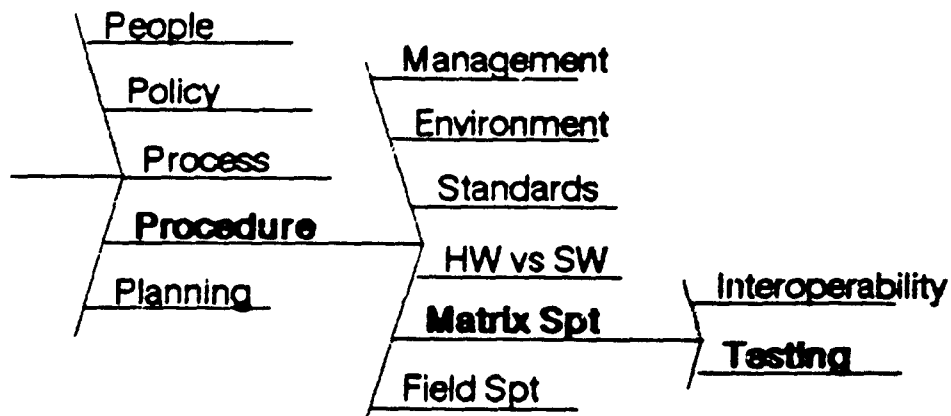 People
Policy
Process
Procedure
Planning
Management
Environment
Standards
HW vs SW
Matrix Spt
Field Spt
Interoperability
Testing